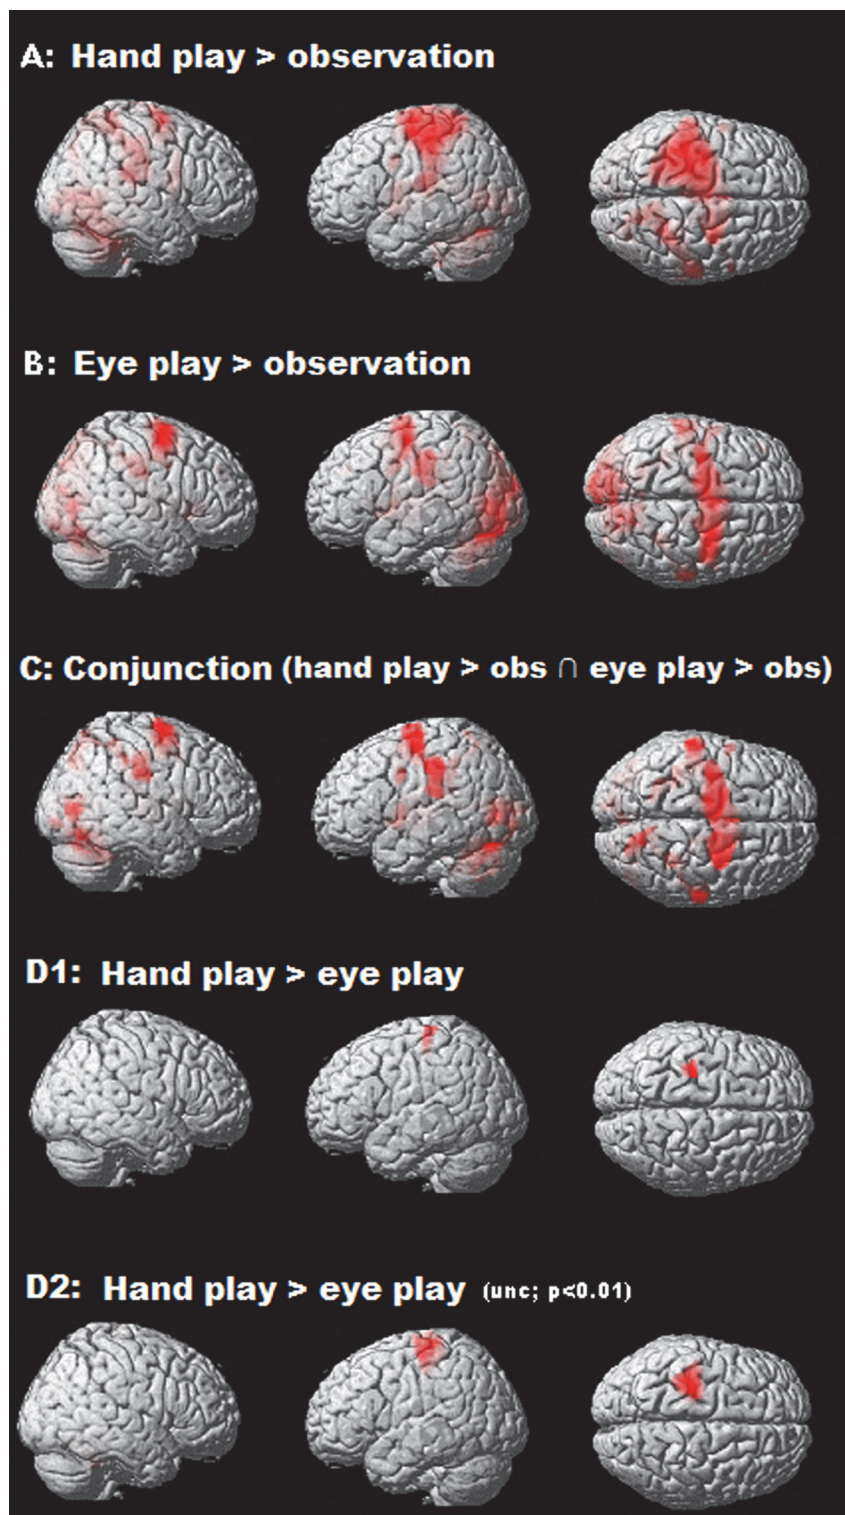 A: Hand play > observation
B: Eye play > observation
C: Conjunction (hand play > obs ∩ eye play > obs)
D1: Hand play > eye play
D2: Hand play > eye play (unc; p<0.01)